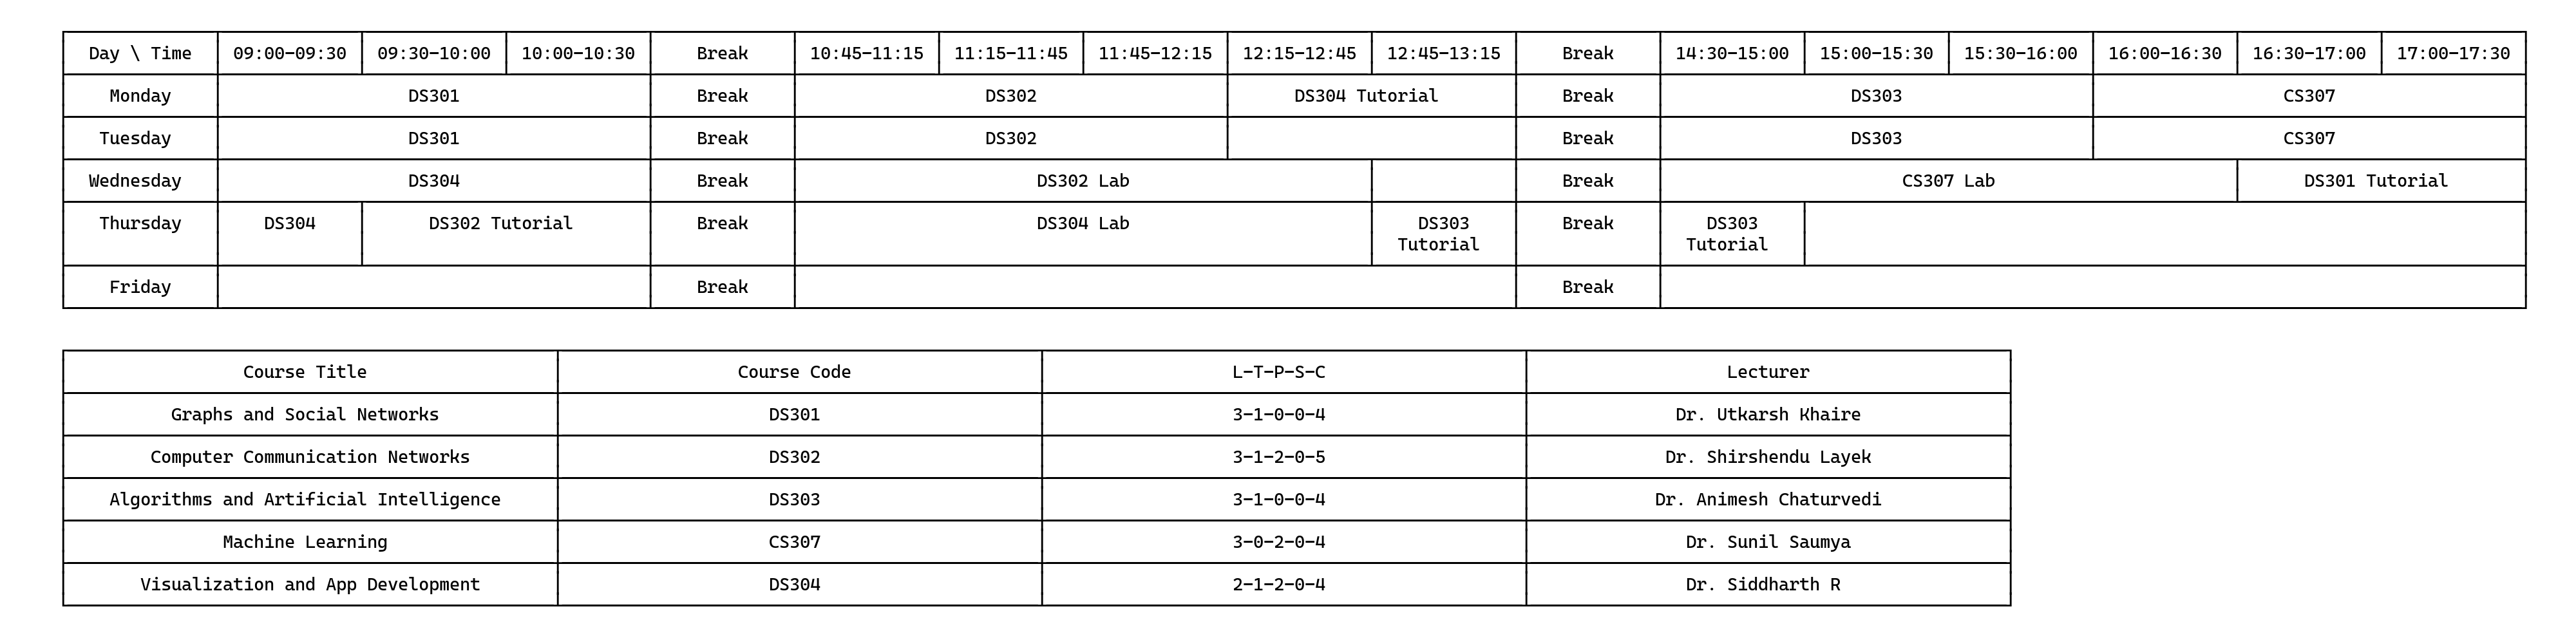 Day \ Time 09:00-09:30 09:30-10:00 10:00-10:30 Break 10:45-11:15 11:15-11:45 11:45-12:15 12:15-12:45 12:45-13:15 Break 14:30-15:00 15:00-15:30 15:30-16:00 16:00-16:30 16:30-17:00 17:00-17:30
Monday DS301 Break DS302 DS304 Tutorial Break DS303 CS307
Tuesday DS301 Break DS302 Break DS303 CS307
Wednesday DS304 Break DS302 Lab Break CS307 Lab DS301 Tutorial
Thursday DS304 DS302 Tutorial Break DS304 Lab DS303 Break DS303
Tutorial Tutorial
Friday Break Break
Course Title Course Code L-T-P-S-C Lecturer
Graphs and Social Networks DS301 3-1-0-0-4 Dr. Utkarsh Khaire
Computer Communication Networks DS302 3-1-2-0-5 Dr. Shirshendu Layek
Algorithms and Artificial Intelligence DS303 3-1-0-0-4 Dr. Animesh Chaturvedi
Machine Learning CS307 3-0-2-0-4 Dr. Sunil Saumya
Visualization and App Development DS304 2-1-2-0-4 Dr. Siddharth R